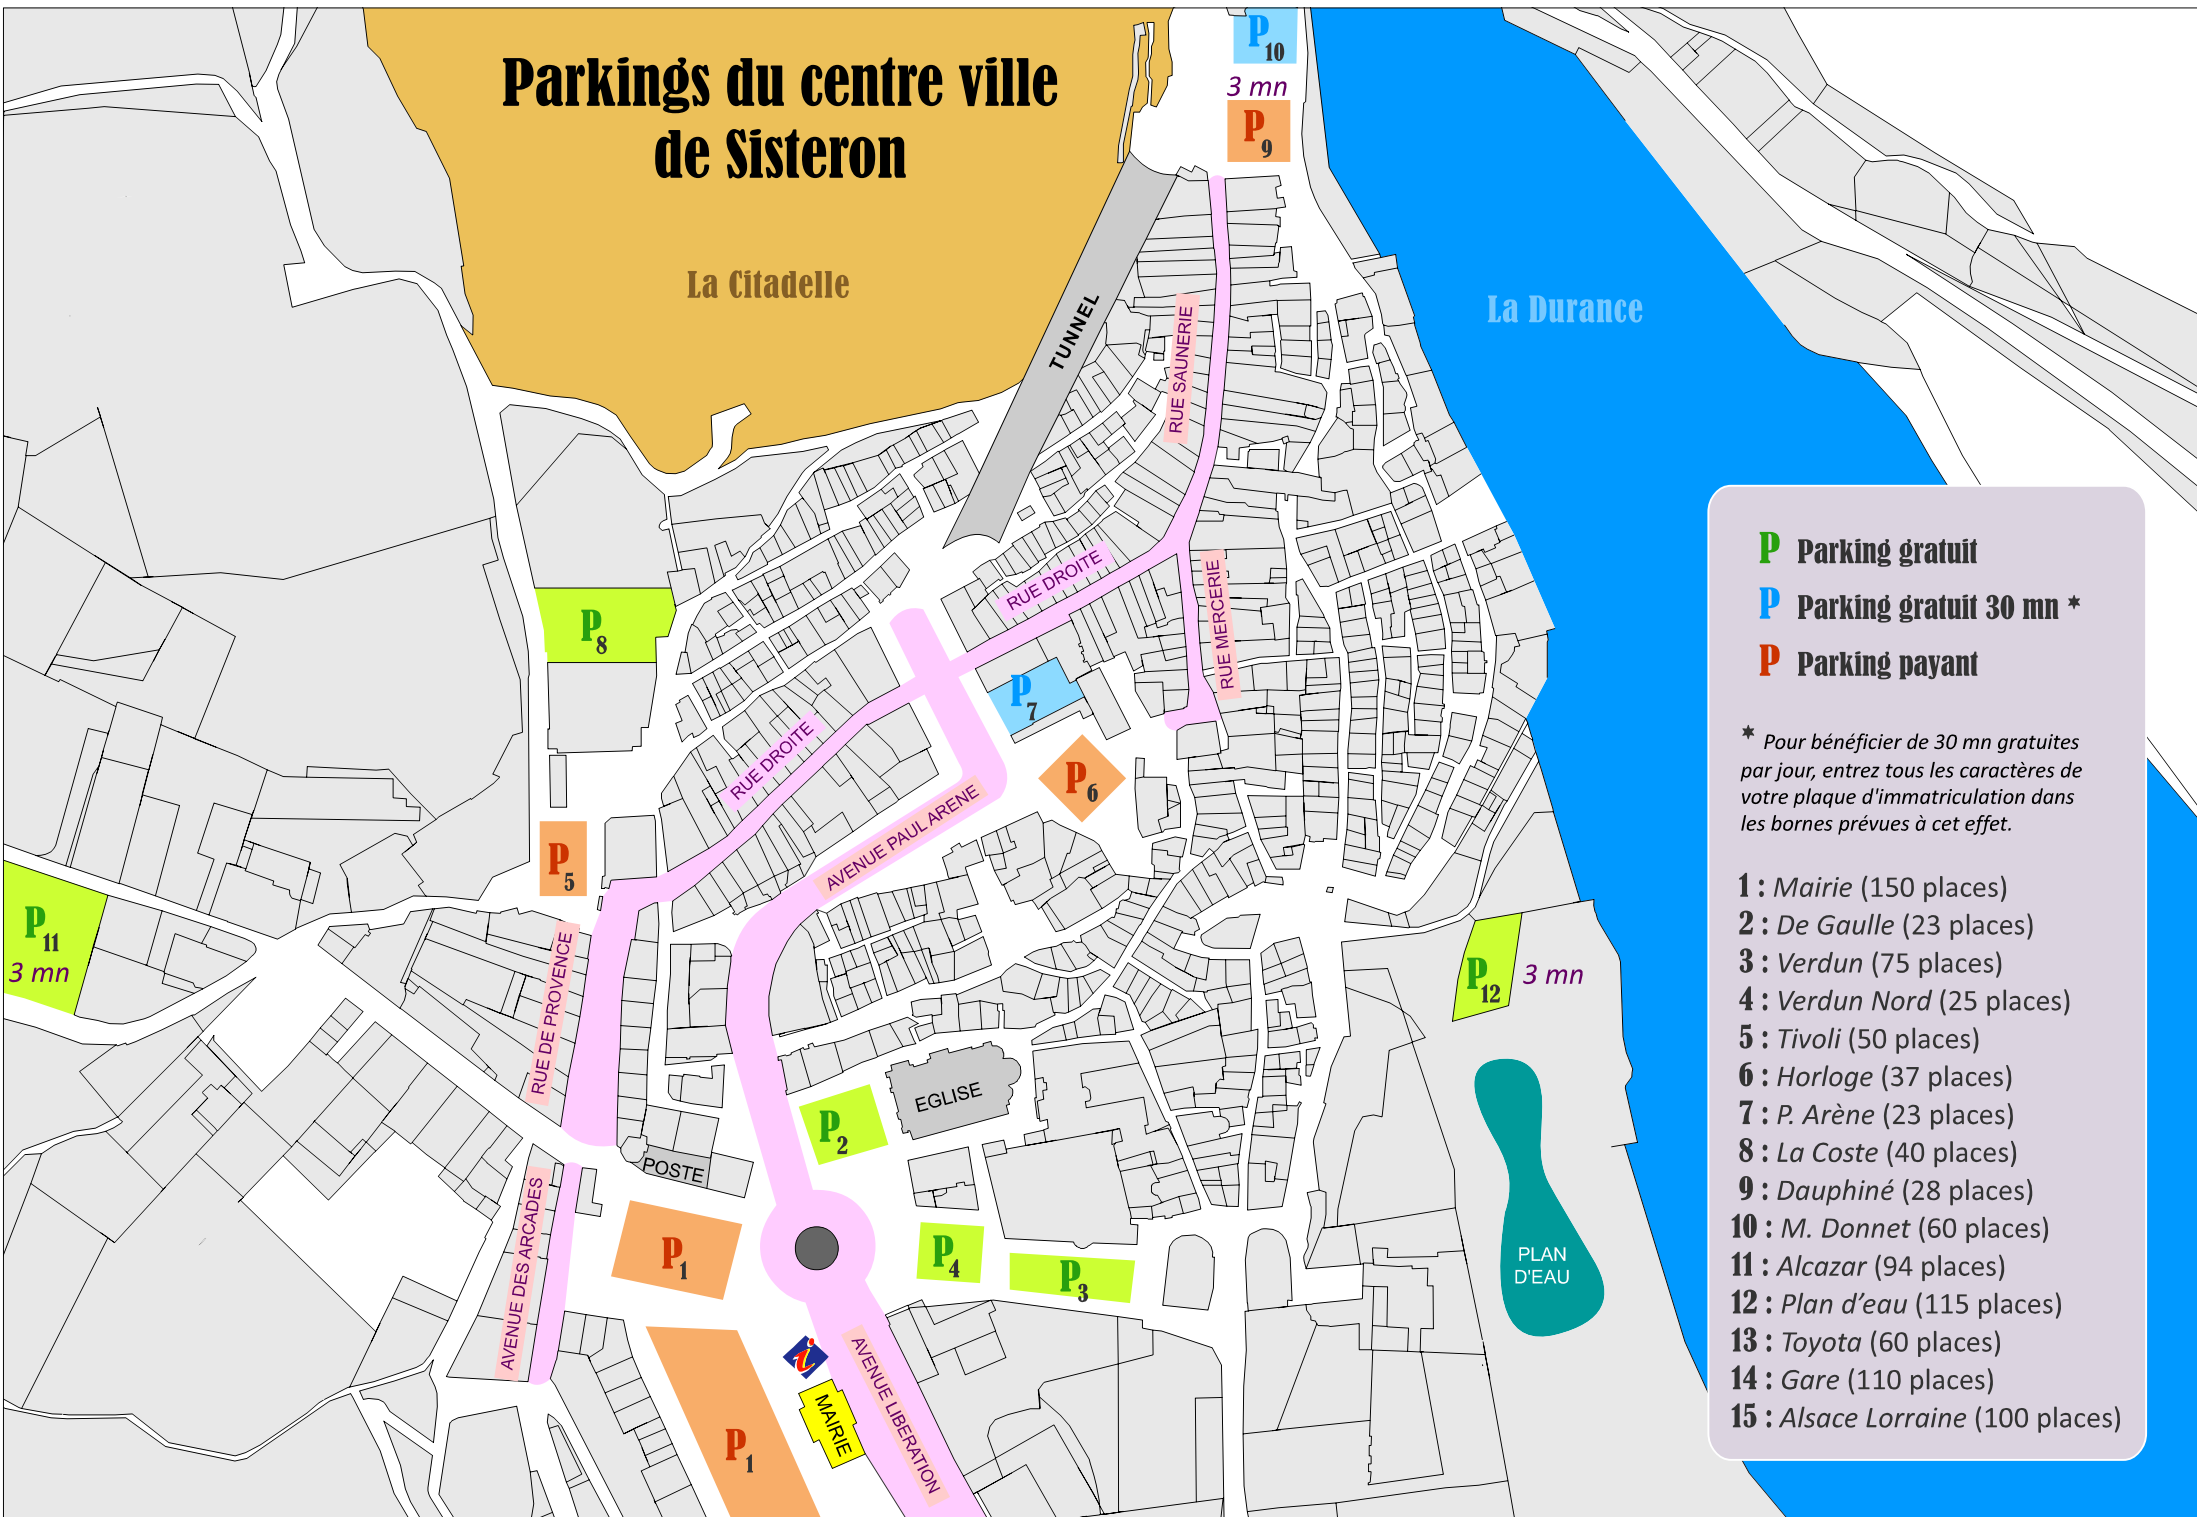 Parkings du centre ville
de Sisteron
La Citadelle
La Durance
P10
3 mn
P9
TUNNEL
RUE SAUNERIE
RUE DROITE
RUE MERCERIE
P8
P7
RUE DROITE
P6
AVENUE PAUL ARENE
P5
P11
3 mn
RUE DE PROVENCE
P12
3 mn
EGLISE
P2
POSTE
AVENUE DES ARCADES
P1
P4
P3
PLAN
D'EAU
i
MAIRIE
AVENUE LIBERATION
P1
P Parking gratuit
P Parking gratuit 30 mn *
P Parking payant
* Pour bénéficier de 30 mn gratuites
par jour, entrez tous les caractères de
votre plaque d'immatriculation dans
les bornes prévues à cet effet.
1 : Mairie (150 places)
2 : De Gaulle (23 places)
3 : Verdun (75 places)
4 : Verdun Nord (25 places)
5 : Tivoli (50 places)
6 : Horloge (37 places)
7 : P. Arène (23 places)
8 : La Coste (40 places)
9 : Dauphiné (28 places)
10 : M. Donnet (60 places)
11 : Alcazar (94 places)
12 : Plan d’eau (115 places)
13 : Toyota (60 places)
14 : Gare (110 places)
15 : Alsace Lorraine (100 places)